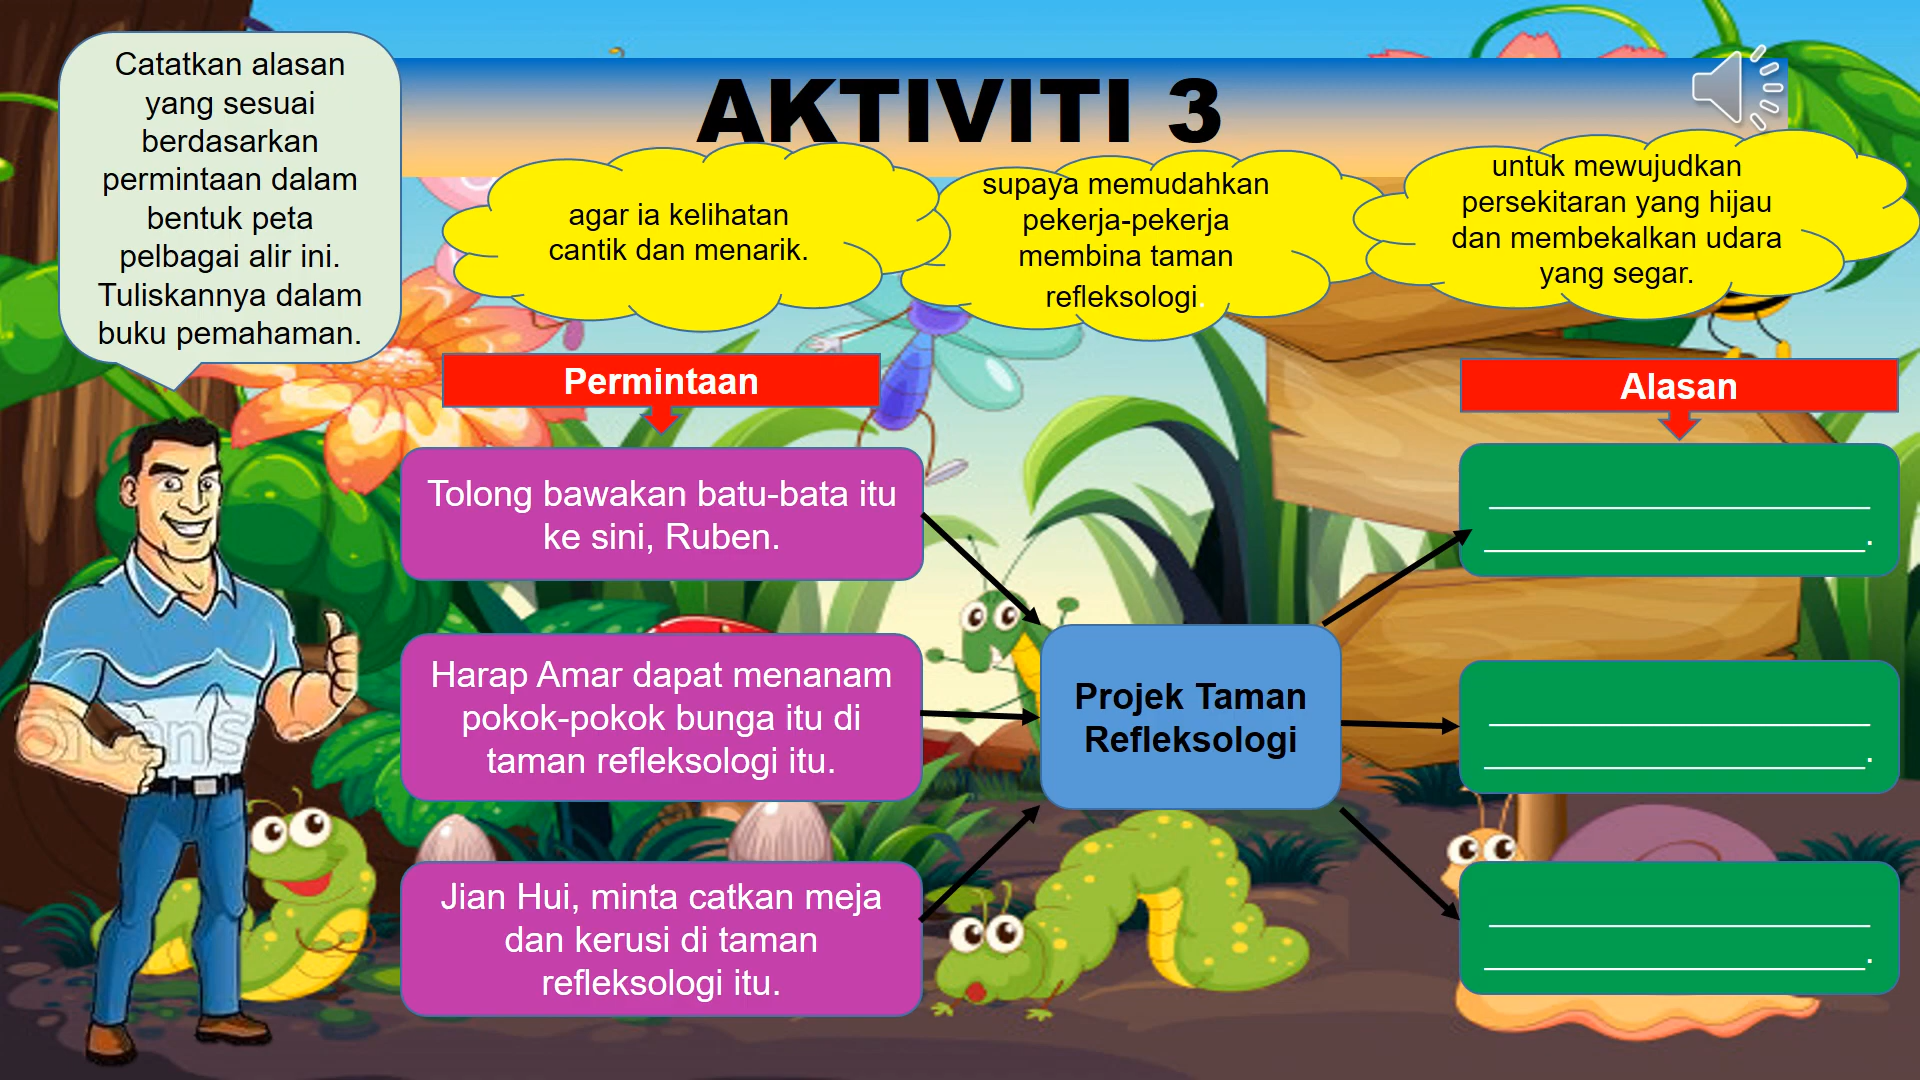 Catatkan alasan
yang sesuai
berdasarkan
permintaan dalam
bentuk peta
pelbagai alir ini.
Tuliskannya dalam
buku pemahaman.
AKTIVITI 3
agar ia kelihatan
cantik dan menarik.
supaya memudahkan
pekerja-pekerja
membina taman
refleksologi.
untuk mewujudkan
persekitaran yang hijau
dan membekalkan udara
yang segar.
Permintaan
Alasan
Tolong bawakan batu-bata itu
ke sini, Ruben.
Harap Amar dapat menanam
pokok-pokok bunga itu di
taman refleksologi itu.
Jian Hui, minta catkan meja
dan kerusi di taman
refleksologi itu.
Projek Taman
Refleksologi